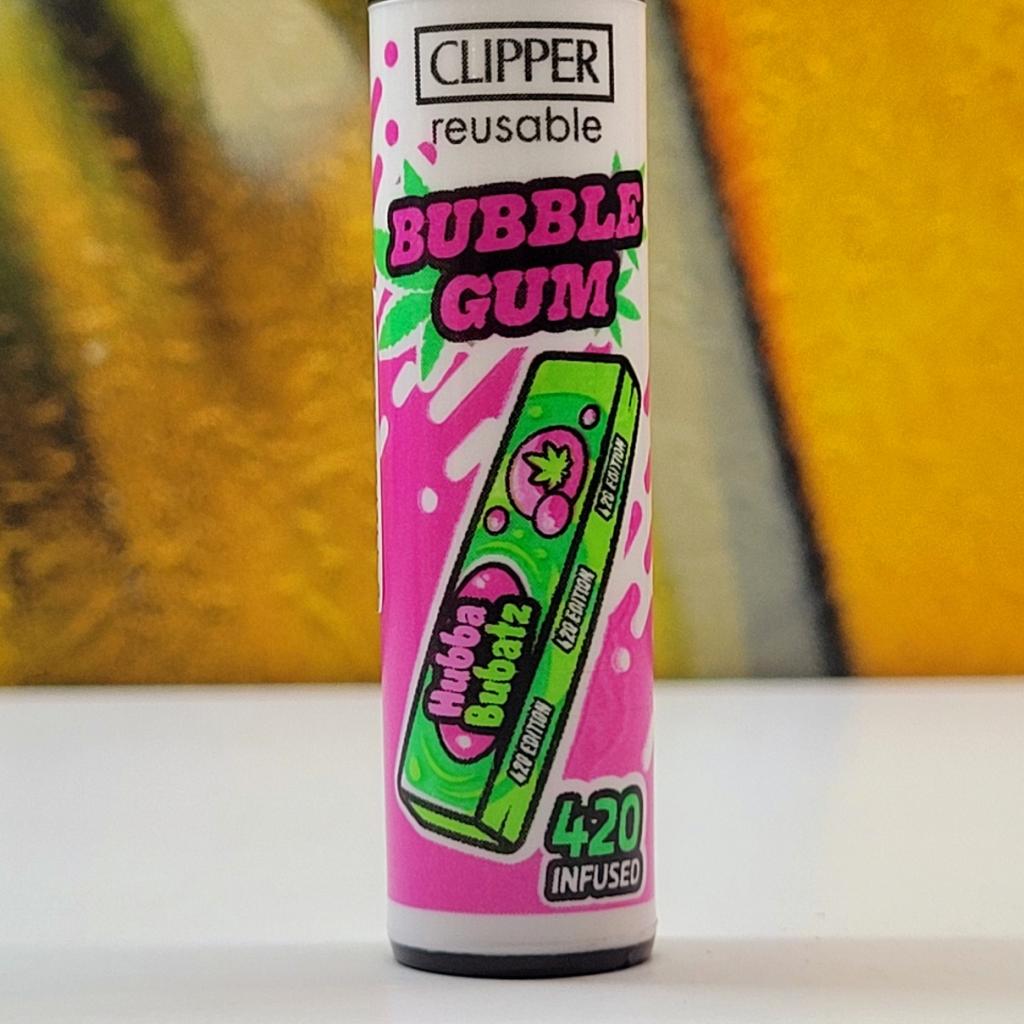 CLIPPER
reusable
BUBBLE
GUM
420 EDITION
420 EDITION
420 EDITION
Hubba
Bubatz
420
INFUSED